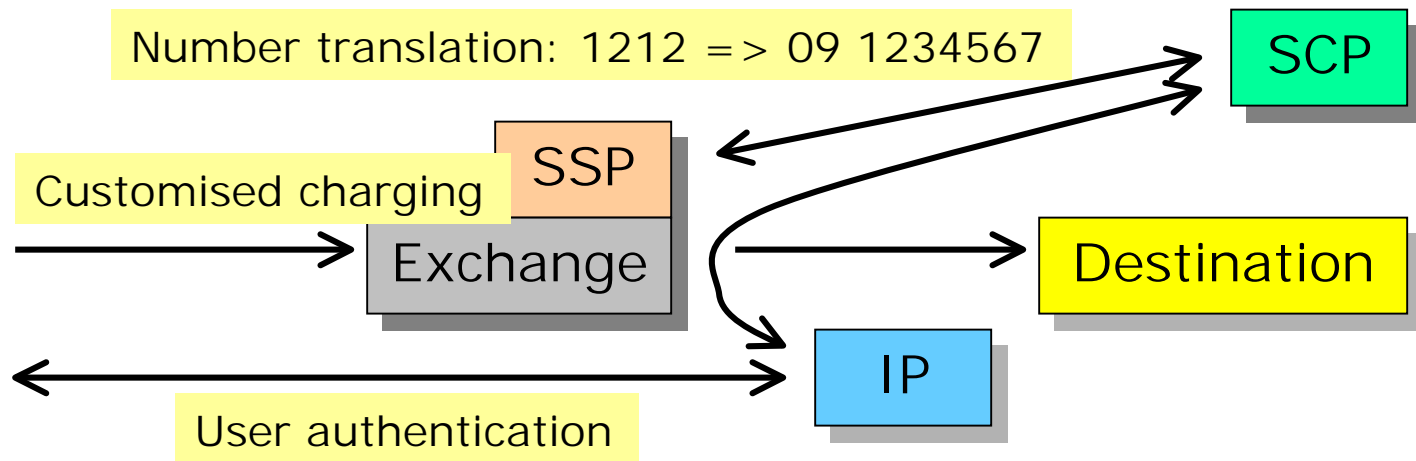 Number translation: 1212 => 09 1234567
SCP
SSP
Customised charging
Exchange
Destination
IP
User authentication